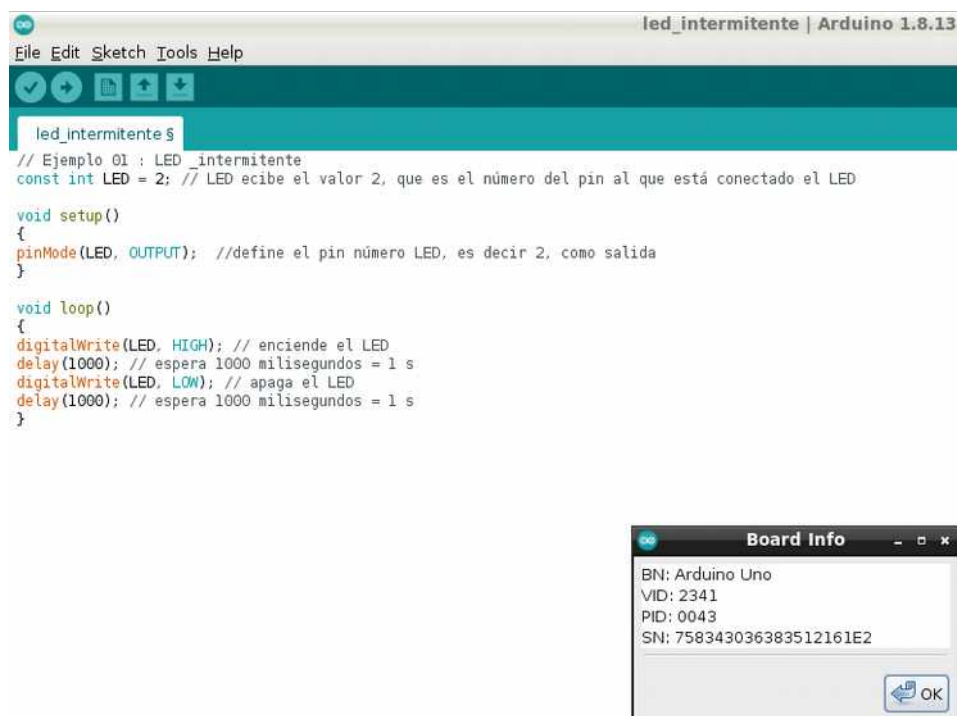 led_intermitente | Arduino 1.8.13
File Edit Sketch Tools Help
led_intermitente §
// Ejemplo 01 : LED _intermitente
const int LED = 2; // LED ecibe el valor 2, que es el número del pin al que está conectado el LED
void setup()
{
pinMode(LED, OUTPUT);  //define el pin número LED, es decir 2, como salida
}
void loop()
{
digitalWrite(LED, HIGH); // enciende el LED
delay(1000); // espera 1000 milisegundos = 1 s
digitalWrite(LED, LOW); // apaga el LED
delay(1000); // espera 1000 milisegundos = 1 s
}
Board Info
BN: Arduino Uno
VID: 2341
PID: 0043
SN: 758343036383512161E2
OK